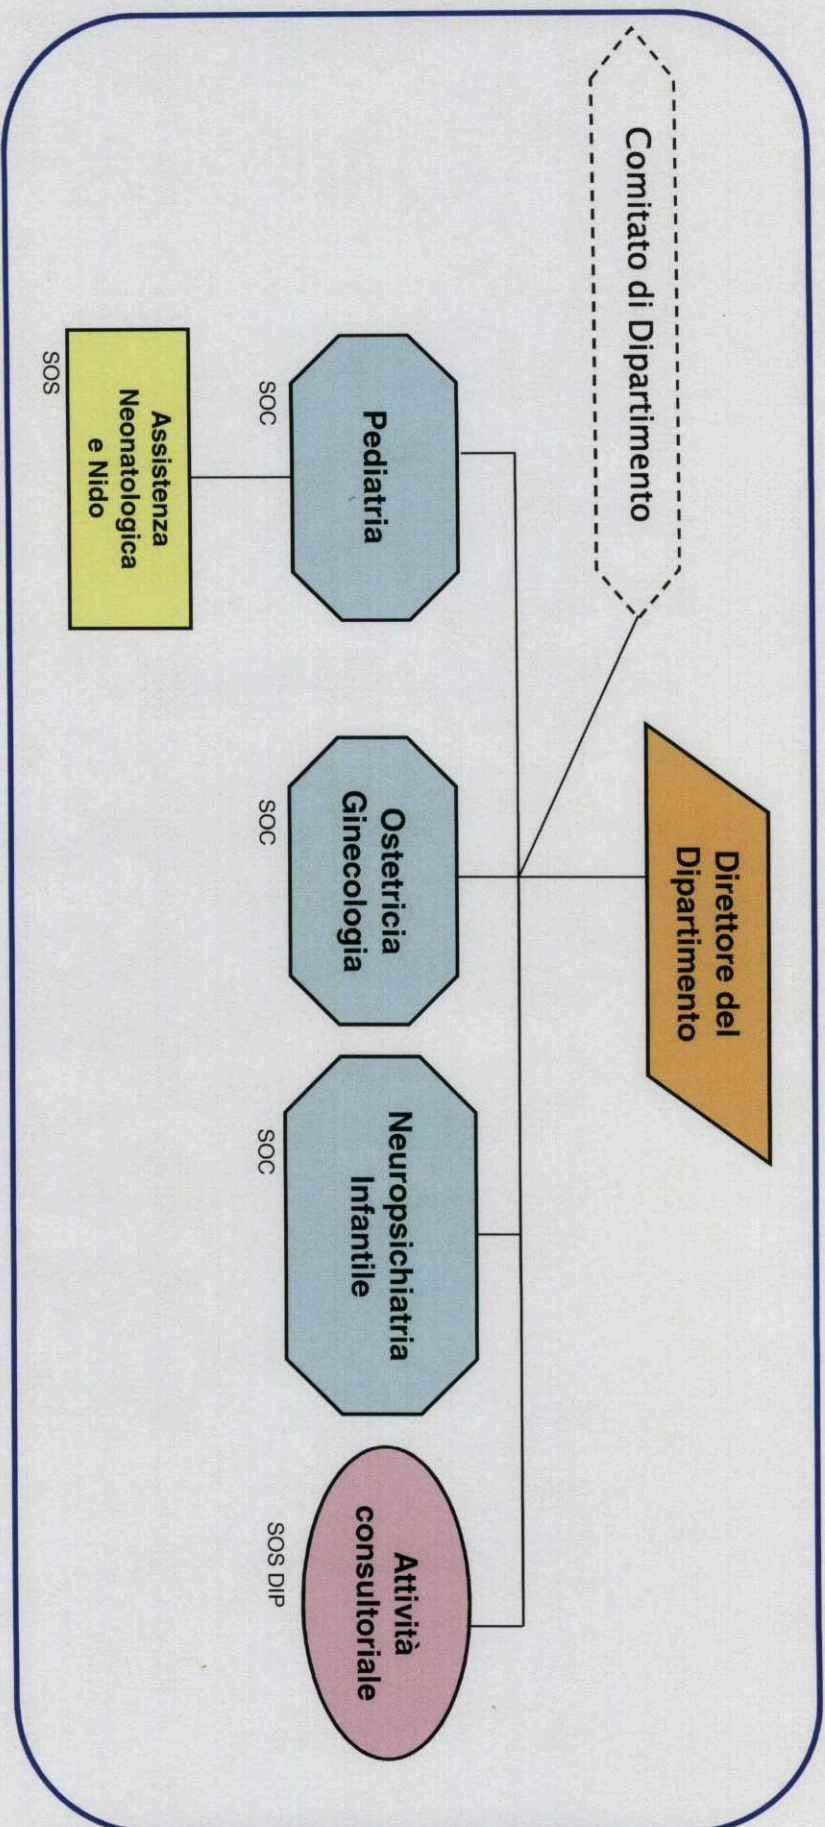 Comitato di Dipartimento
Direttore del
Dipartimento
Pediatria
SOC
Ostetricia
Ginecologia
SOC
Neuropsichiatria
Infantile
SOC
Attività
consultoriale
SOS DIP
Assistenza
Neonatologica
e Nido
SOS